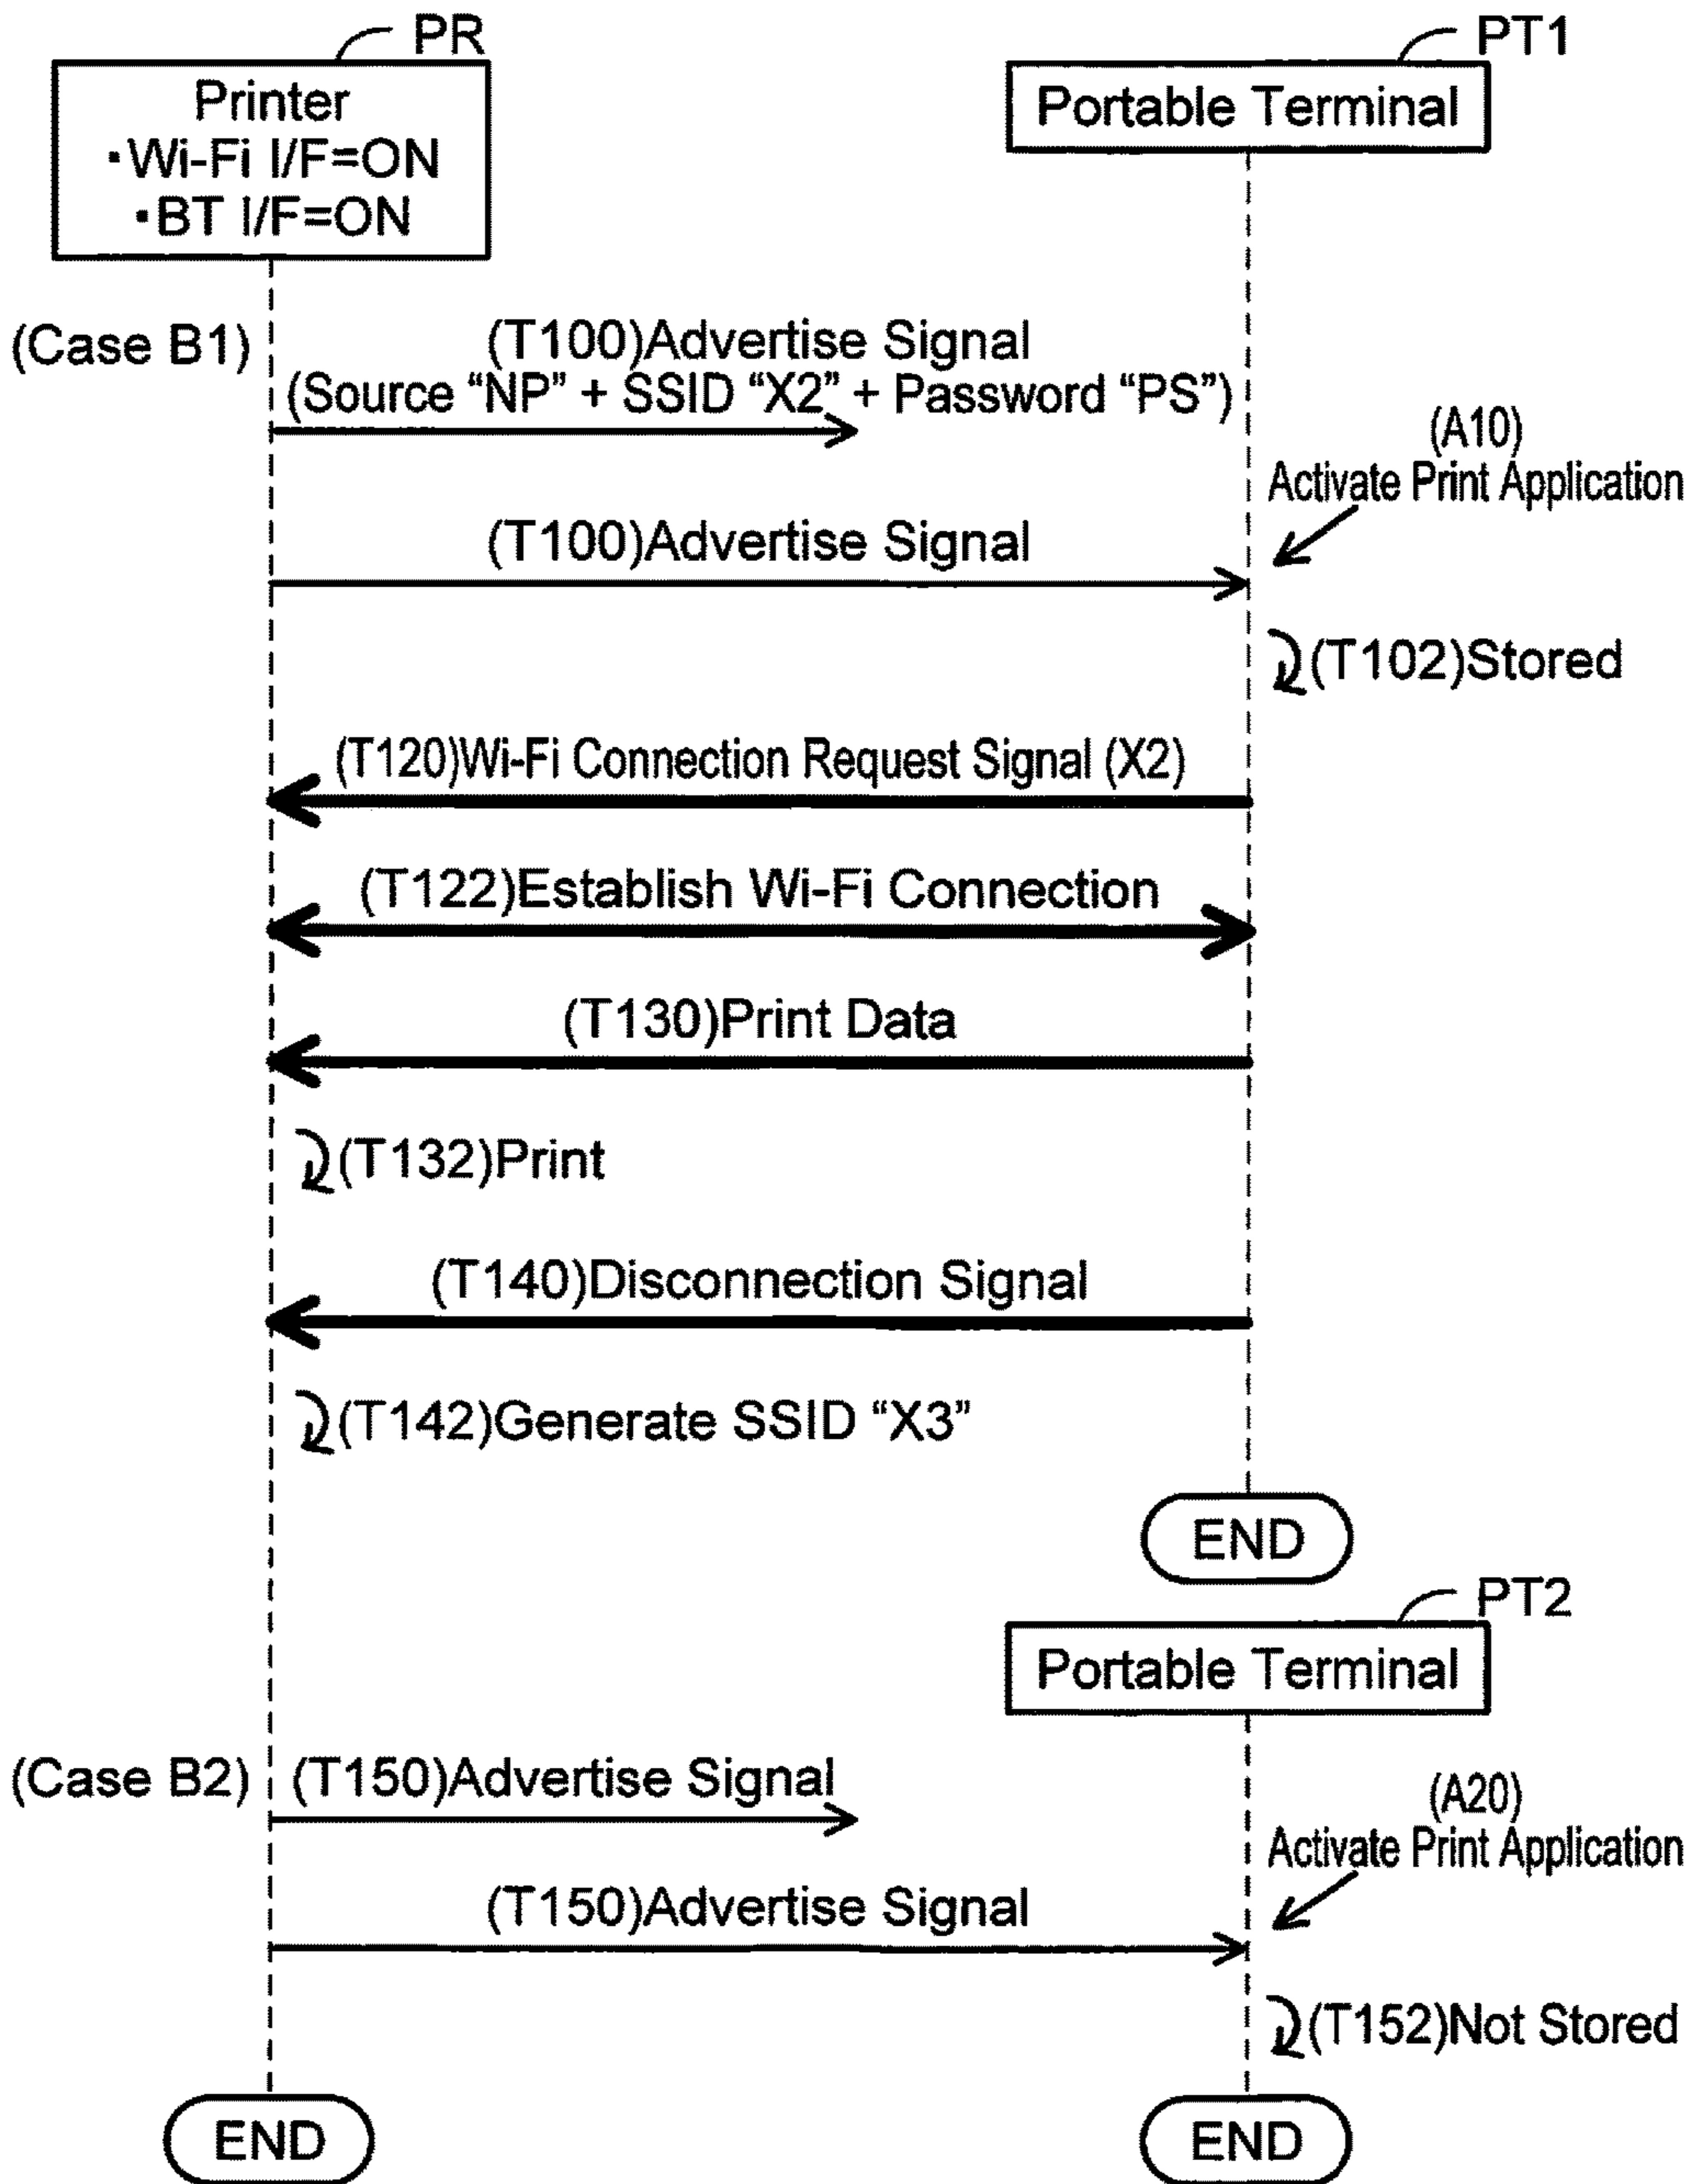 PR
Printer
·Wi-Fi I/F=ON
·BT I/F=ON
PT1
Portable Terminal
(Case B1)
(T100)Advertise Signal
(Source “NP” + SSID “X2” + Password “PS”)
(A10)
Activate Print Application
(T100)Advertise Signal
(T102)Stored
(T120)Wi-Fi Connection Request Signal (X2)
(T122)Establish Wi-Fi Connection
(T130)Print Data
(T132)Print
(T140)Disconnection Signal
(T142)Generate SSID “X3”
END
PT2
Portable Terminal
(Case B2)
(T150)Advertise Signal
(A20)
Activate Print Application
(T150)Advertise Signal
(T152)Not Stored
END
END